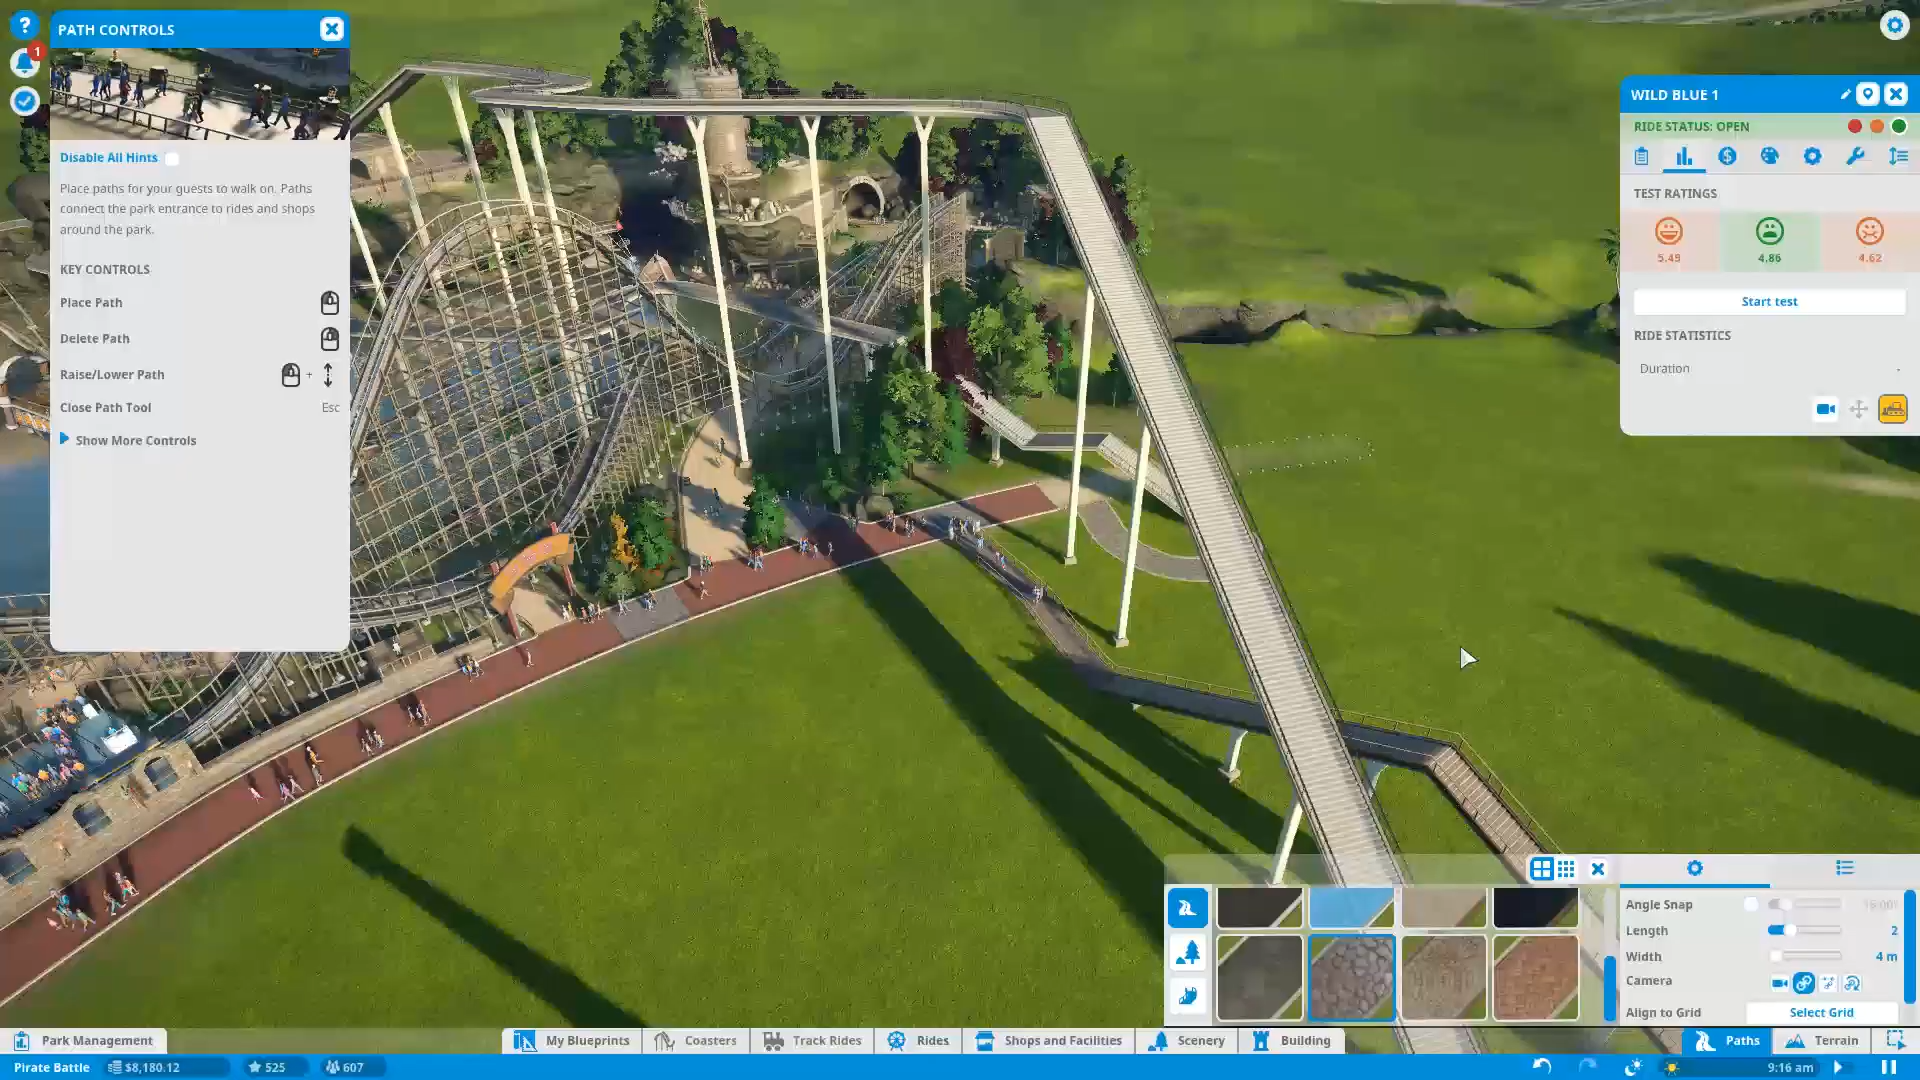 ?
PATH CONTROLS
1
Disable All Hints
Place paths for your guests to walk on. Paths
connect the park entrance to rides and shops
around the park.
KEY CONTROLS
Place Path
Delete Path
Raise/Lower Path +
Close Path Tool Esc
Show More Controls
WILD BLUE 1
RIDE STATUS: OPEN
TEST RATINGS
5.49 4.86 4.62
Start test
RIDE STATISTICS
Duration -
Angle Snap
Length 2
Width 4 m
Camera
Align to Grid Select Grid
Park Management My Blueprints Coasters Track Rides Rides Shops and Facilities Scenery Building Paths Terrain
Pirate Battle $8,180.12 525 607 9:16 am